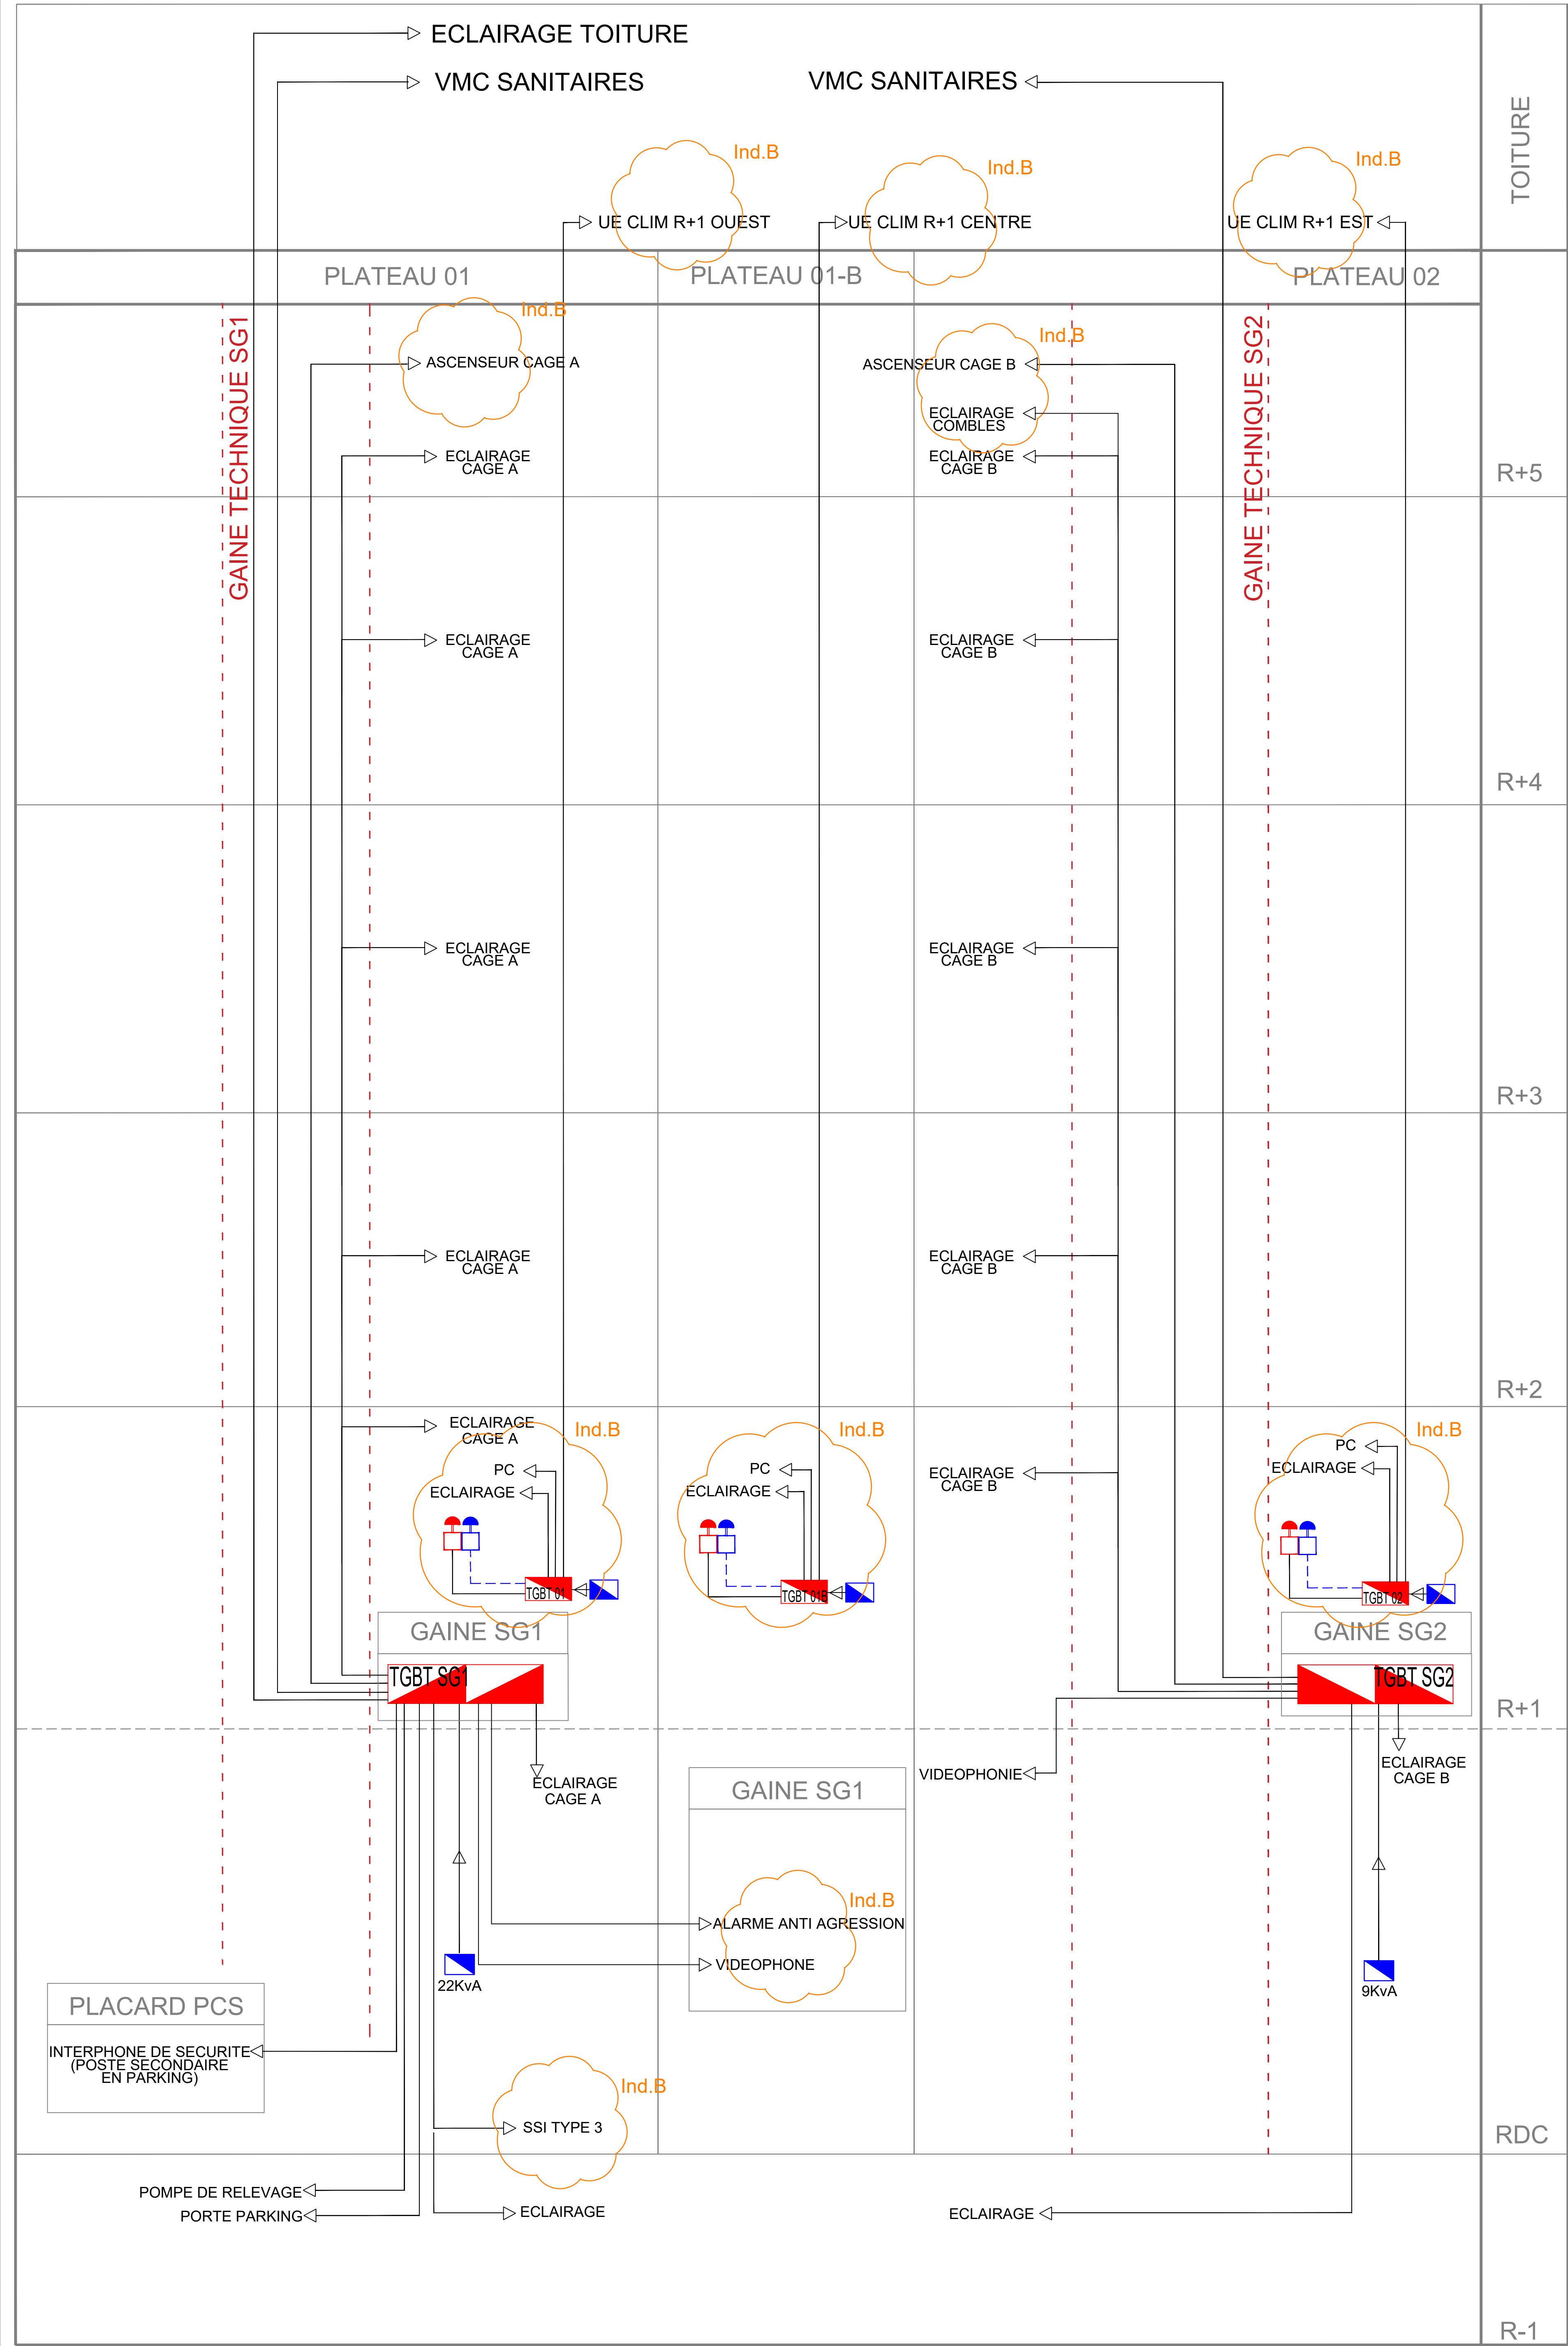 ECLAIRAGE TOITURE
VMC SANITAIRES
VMC SANITAIRES
TOITURE
Ind.B
Ind.B
Ind.B
UE CLIM R+1 OUEST
UE CLIM R+1 CENTRE
UE CLIM R+1 EST
PLATEAU 01
PLATEAU 01-B
PLATEAU 02
GAINE TECHNIQUE SG1
GAINE TECHNIQUE SG2
Ind.B
Ind.B
ASCENSEUR CAGE A
ASCENSEUR CAGE B
ECLAIRAGE
COMBLES
ECLAIRAGE
CAGE A
ECLAIRAGE
CAGE B
R+5
ECLAIRAGE
CAGE A
ECLAIRAGE
CAGE B
R+4
ECLAIRAGE
CAGE A
ECLAIRAGE
CAGE B
R+3
ECLAIRAGE
CAGE A
ECLAIRAGE
CAGE B
R+2
ECLAIRAGE
CAGE A
Ind.B
PC
ECLAIRAGE
TGBT 01
Ind.B
PC
ECLAIRAGE
TGBT 01B
ECLAIRAGE
CAGE B
Ind.B
PC
ECLAIRAGE
TGBT 02
GAINE SG1
TGBT SG1
GAINE SG2
TGBT SG2
R+1
ECLAIRAGE
CAGE A
GAINE SG1
VIDEOPHONIE
ECLAIRAGE
CAGE B
Ind.B
ALARME ANTI AGRESSION
VIDEOPHONE
22KvA
9KvA
PLACARD PCS
INTERPHONE DE SECURITE
(POSTE SECONDAIRE
EN PARKING)
Ind.B
SSI TYPE 3
RDC
POMPE DE RELEVAGE
PORTE PARKING
ECLAIRAGE
ECLAIRAGE
R-1